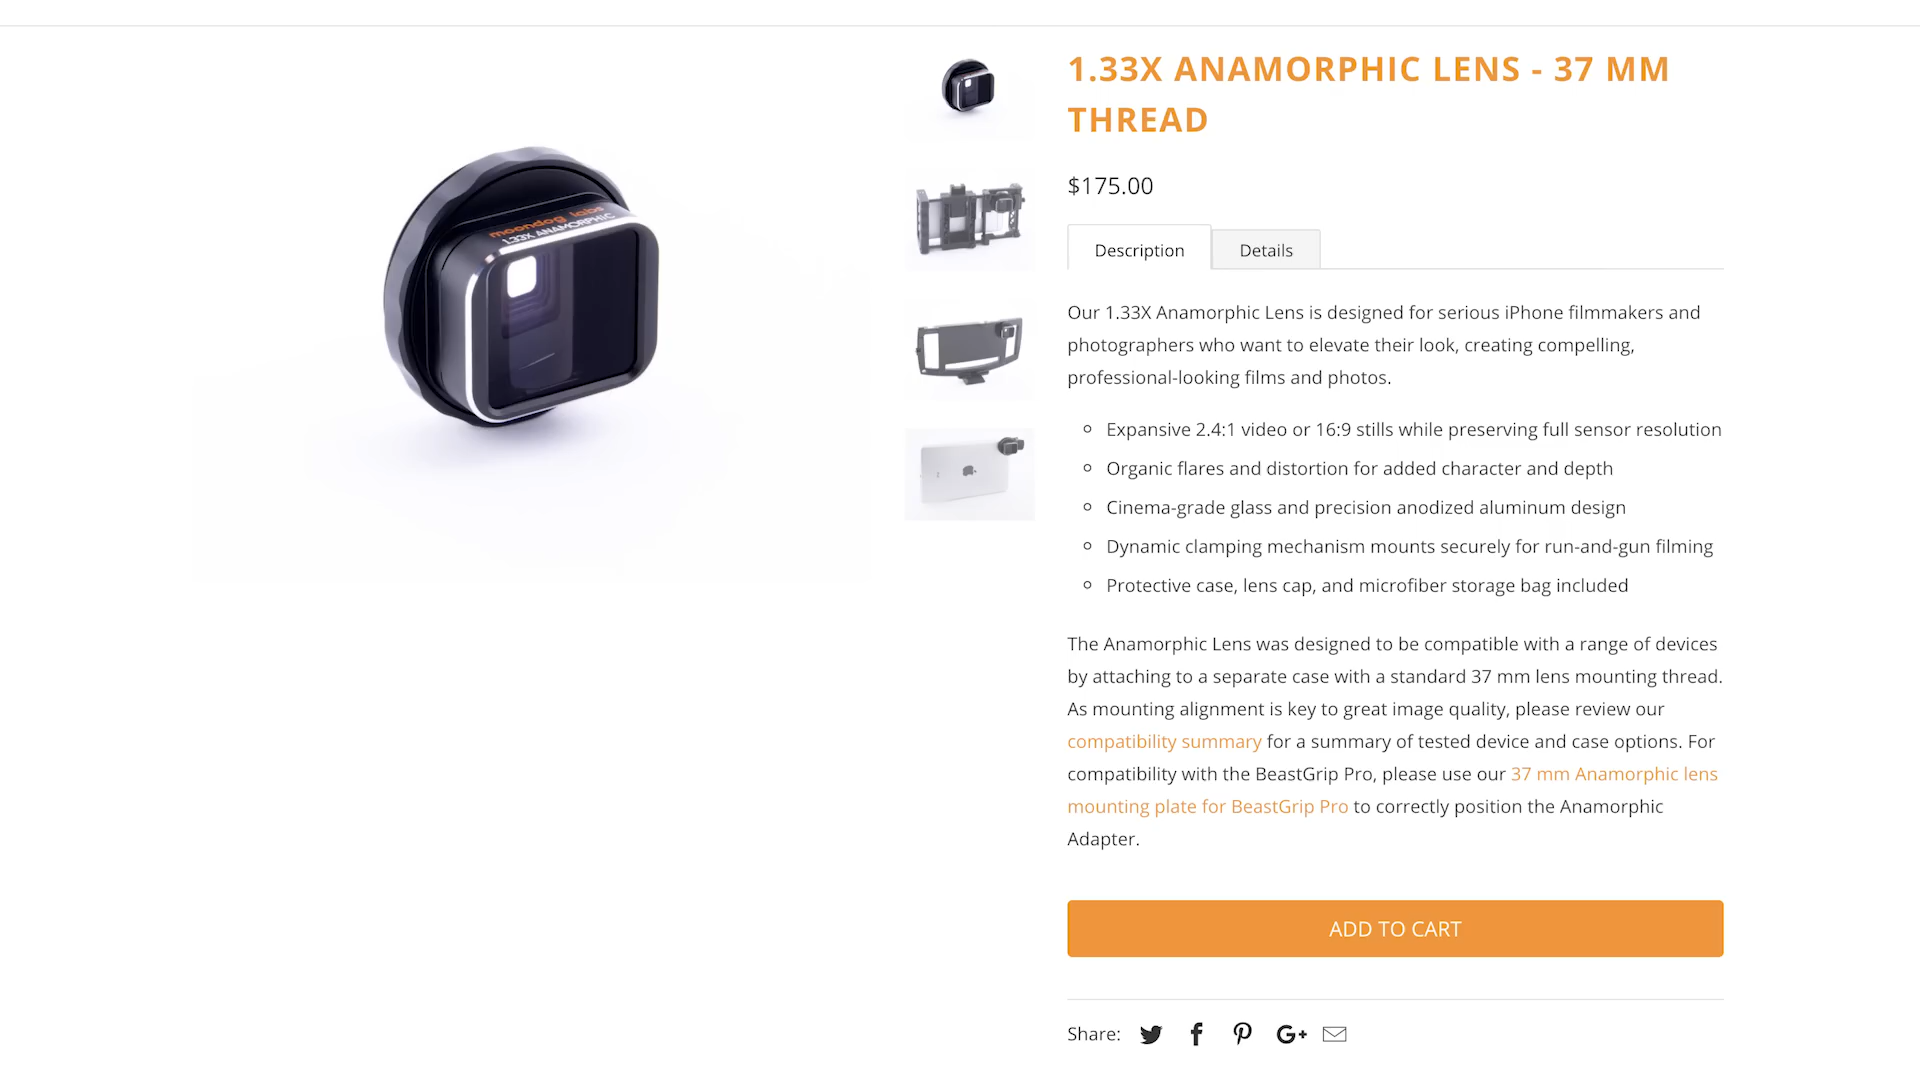 1.33X ANAMORPHIC LENS - 37 MM
THREAD
$175.00
moondog labs
1.33X ANAMORPHIC
Description
Details
Our 1.33X Anamorphic Lens is designed for serious iPhone filmmakers and
photographers who want to elevate their look, creating compelling,
professional-looking films and photos.
Expansive 2.4:1 video or 16:9 stills while preserving full sensor resolution
Organic flares and distortion for added character and depth
Cinema-grade glass and precision anodized aluminum design
Dynamic clamping mechanism mounts securely for run-and-gun filming
Protective case, lens cap, and microfiber storage bag included
The Anamorphic Lens was designed to be compatible with a range of devices
by attaching to a separate case with a standard 37 mm lens mounting thread.
As mounting alignment is key to great image quality, please review our
compatibility summary for a summary of tested device and case options. For
compatibility with the BeastGrip Pro, please use our 37 mm Anamorphic lens
mounting plate for BeastGrip Pro to correctly position the Anamorphic
Adapter.
ADD TO CART
Share: